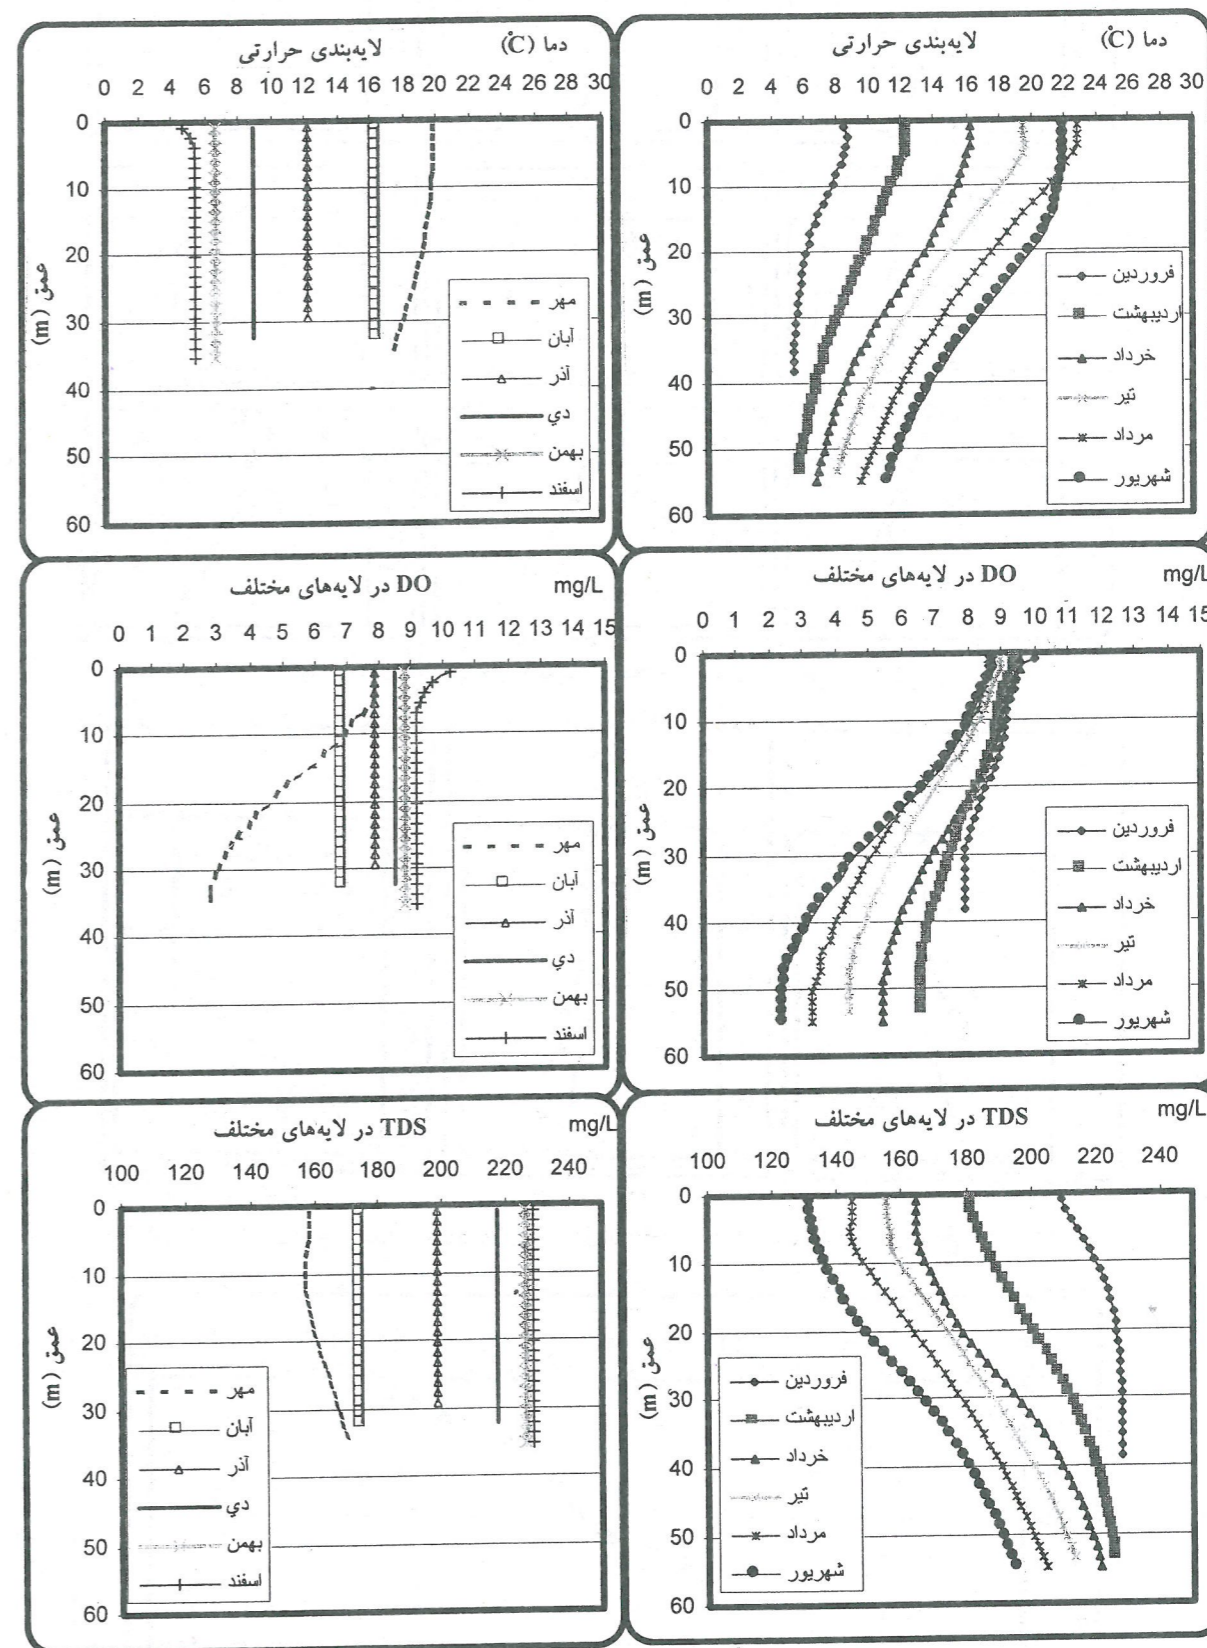 لایه‌بندی حرارتی دما (°C)
0 2 4 6 8 10 12 14 16 18 20 22 24 26 28 30
0
10
20
30
40
50
60
عمق (m)
مهر
آبان
آذر
دي
بهمن
اسفند
لایه‌بندی حرارتی دما (°C)
0 2 4 6 8 10 12 14 16 18 20 22 24 26 28 30
0
10
20
30
40
50
60
عمق (m)
فروردین
اردیبهشت
خرداد
تیر
مرداد
شهریور
DO در لایه‌های مختلف mg/L
0 1 2 3 4 5 6 7 8 9 10 11 12 13 14 15
0
10
20
30
40
50
60
عمق (m)
مهر
آبان
آذر
دي
بهمن
اسفند
DO در لایه‌های مختلف mg/L
0 1 2 3 4 5 6 7 8 9 10 11 12 13 14 15
0
10
20
30
40
50
60
عمق (m)
فروردین
اردیبهشت
خرداد
تیر
مرداد
شهریور
TDS در لایه‌های مختلف mg/L
100 120 140 160 180 200 220 240
0
10
20
30
40
50
60
عمق (m)
مهر
آبان
آذر
دي
بهمن
اسفند
TDS در لایه‌های مختلف mg/L
100 120 140 160 180 200 220 240
0
10
20
30
40
50
60
عمق (m)
فروردین
اردیبهشت
خرداد
تیر
مرداد
شهریور